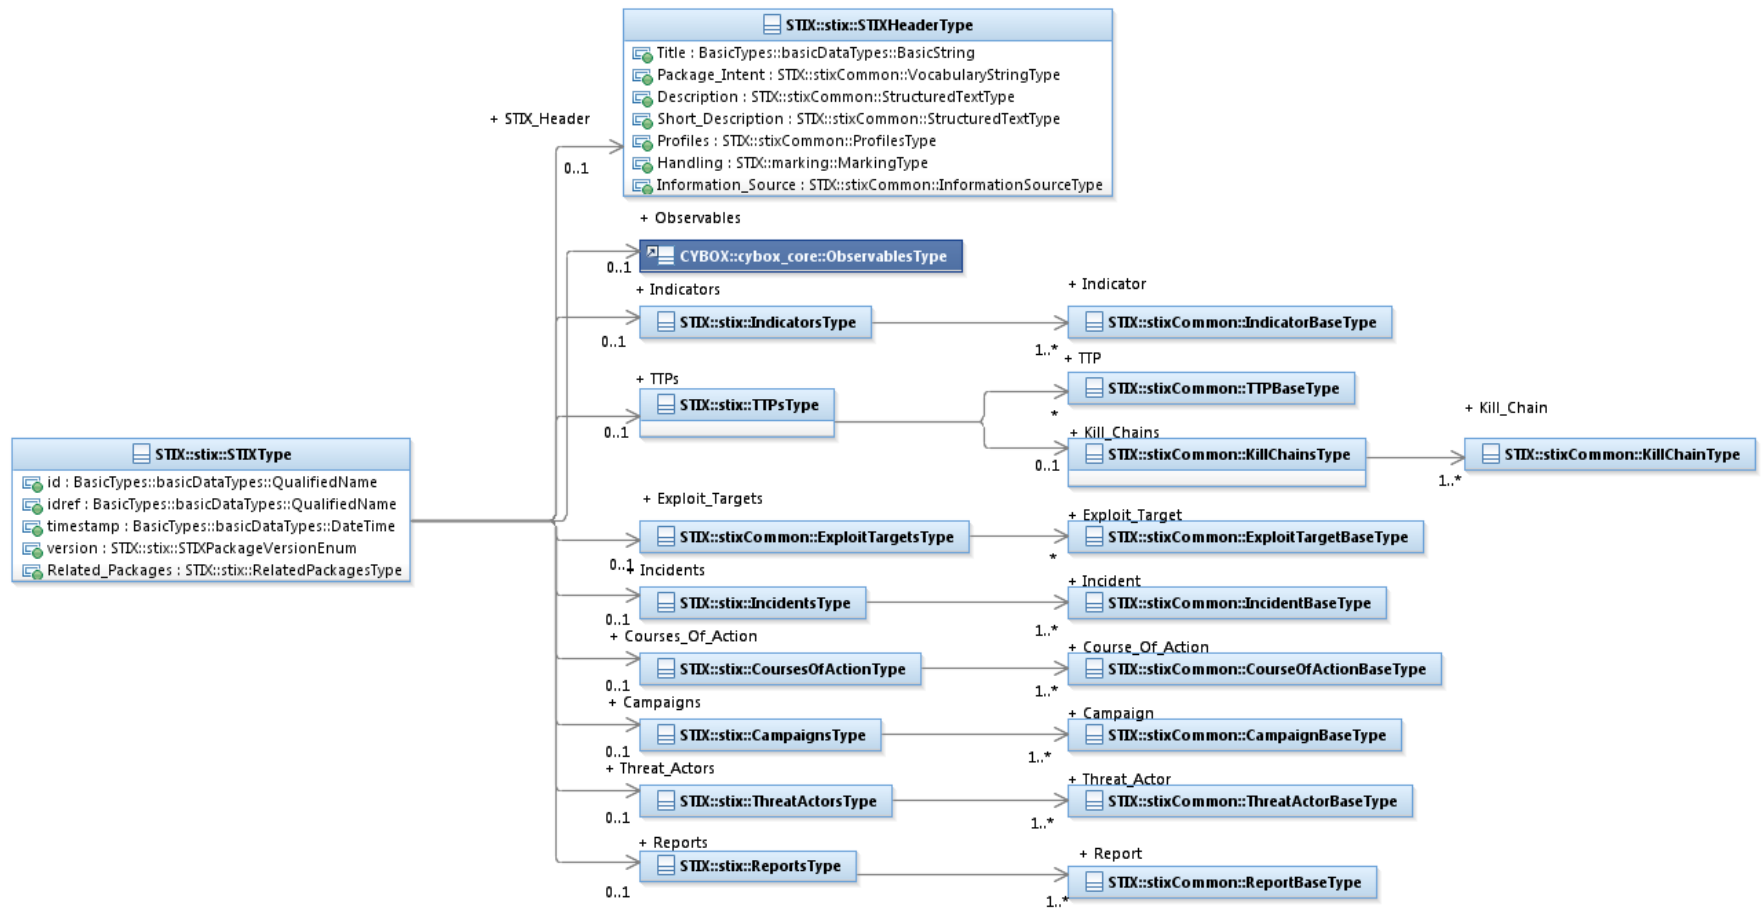 STIX::stix::STIXHeaderType
Title : BasicTypes::basicDataTypes::BasicString
Package_Intent : STIX::stixCommon::VocabularyStringType
Description : STIX::stixCommon::StructuredTextType
Short_Description : STIX::stixCommon::StructuredTextType
Profiles : STIX::stixCommon::ProfilesType
Handling : STIX::marking::MarkingType
Information_Source : STIX::stixCommon::InformationSourceType
+ STIX_Header
0..1
+ Observables
CYBOX::cybox_core::ObservablesType
0..1
+ Indicators
STIX::stix::IndicatorsType
0..1
+ Indicator
STIX::stixCommon::IndicatorBaseType
1..*
+ TTPs
STIX::stix::TTPsType
0..1
+ TTP
STIX::stixCommon::TTPBaseType
*
+ Kill_Chains
STIX::stixCommon::KillChainsType
0..1
+ Kill_Chain
STIX::stixCommon::KillChainType
1..*
STIX::stix::STIXType
id : BasicTypes::basicDataTypes::QualifiedName
idref : BasicTypes::basicDataTypes::QualifiedName
timestamp : BasicTypes::basicDataTypes::DateTime
version : STIX::stix::STIXPackageVersionEnum
Related_Packages : STIX::stix::RelatedPackagesType
+ Exploit_Targets
STIX::stixCommon::ExploitTargetsType
0..1
+ Exploit_Target
STIX::stixCommon::ExploitTargetBaseType
*
+ Incidents
STIX::stix::IncidentsType
0..1
+ Incident
STIX::stixCommon::IncidentBaseType
1..*
+ Courses_Of_Action
STIX::stix::CoursesOfActionType
0..1
+ Course_Of_Action
STIX::stixCommon::CourseOfActionBaseType
1..*
+ Campaigns
STIX::stix::CampaignsType
0..1
+ Campaign
STIX::stixCommon::CampaignBaseType
1..*
+ Threat_Actors
STIX::stix::ThreatActorsType
0..1
+ Threat_Actor
STIX::stixCommon::ThreatActorBaseType
1..*
+ Reports
STIX::stix::ReportsType
0..1
+ Report
STIX::stixCommon::ReportBaseType
1..*